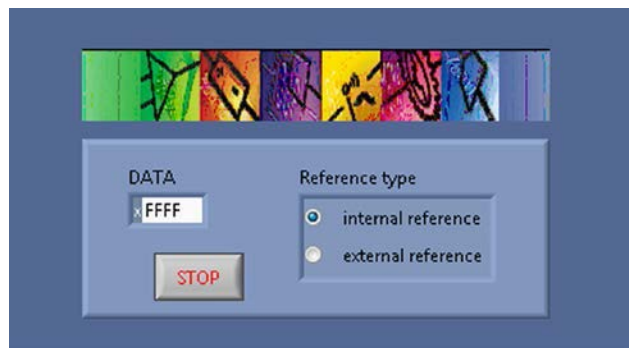 DATA
Reference type
x FFFF
internal reference
external reference
STOP